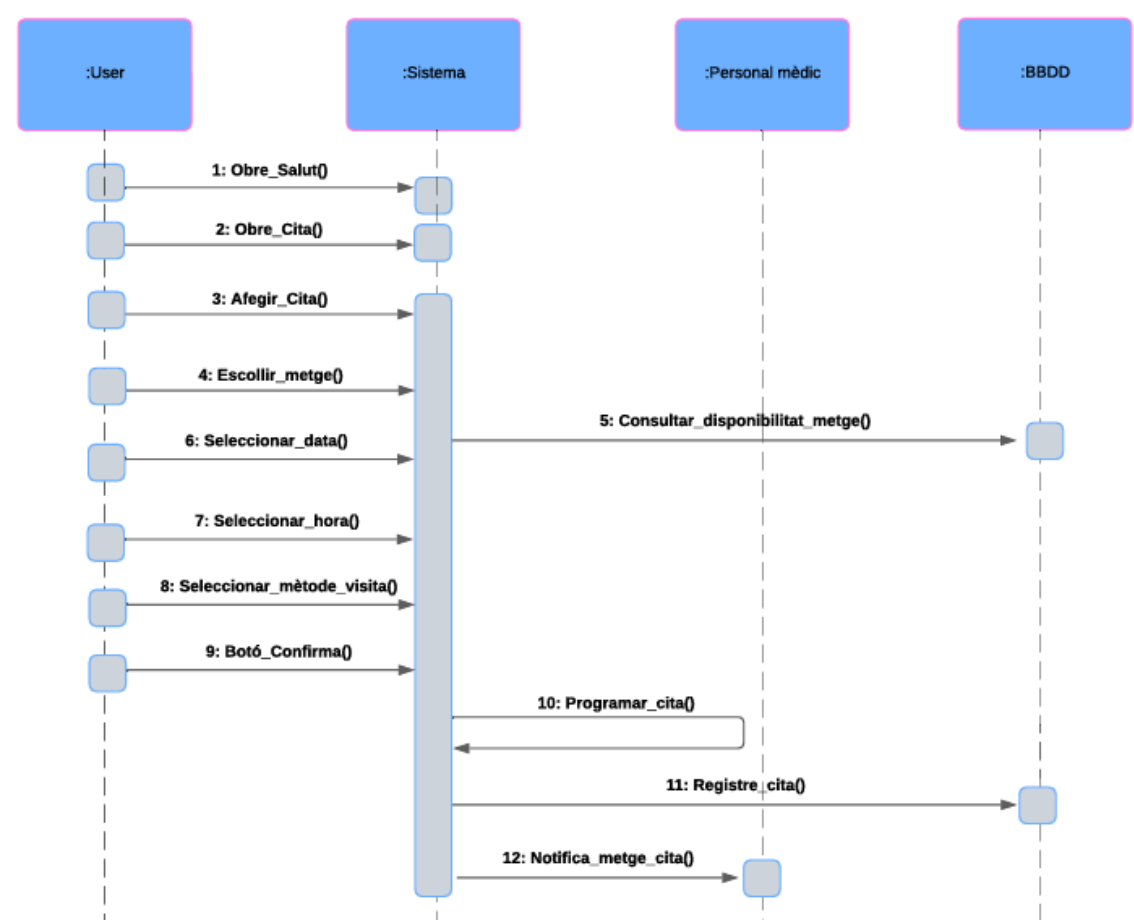 :User
:Sistema
:Personal mèdic
:BBDD
1: Obre_Salut()
2: Obre_Cita()
3: Afegir_Cita()
4: Escollir_metge()
5: Consultar_disponibilitat_metge()
6: Seleccionar_data()
7: Seleccionar_hora()
8: Seleccionar_mètode_visita()
9: Botó_Confirma()
10: Programar_cita()
11: Registre_cita()
12: Notifica_metge_cita()